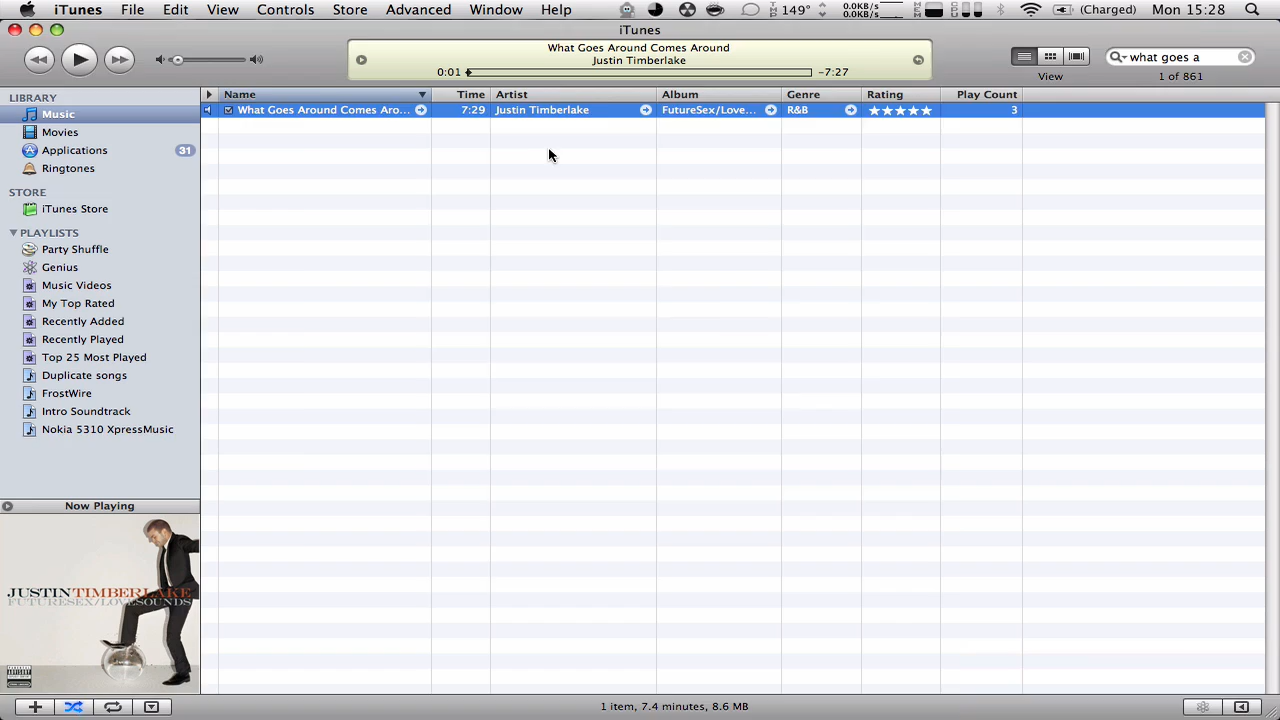 iTunes File Edit View Controls Store Advanced Window Help 149° 0.0KB/s 0.0KB/s (Charged) Mon 15:28
iTunes
What Goes Around Comes Around
Justin Timberlake
0:01 -7:27
View
what goes a
1 of 861
LIBRARY
Music
Movies
Applications 31
Ringtones
STORE
iTunes Store
PLAYLISTS
Party Shuffle
Genius
Music Videos
My Top Rated
Recently Added
Recently Played
Top 25 Most Played
Duplicate songs
FrostWire
Intro Soundtrack
Nokia 5310 XpressMusic
Name Time Artist Album Genre Rating Play Count
What Goes Around Comes Aro... 7:29 Justin Timberlake FutureSex/Love... R&B ★★★★★ 3
Now Playing
JUSTINTIMBERLAKE
FUTURESEX/LOVESOUNDS
1 item, 7.4 minutes, 8.6 MB